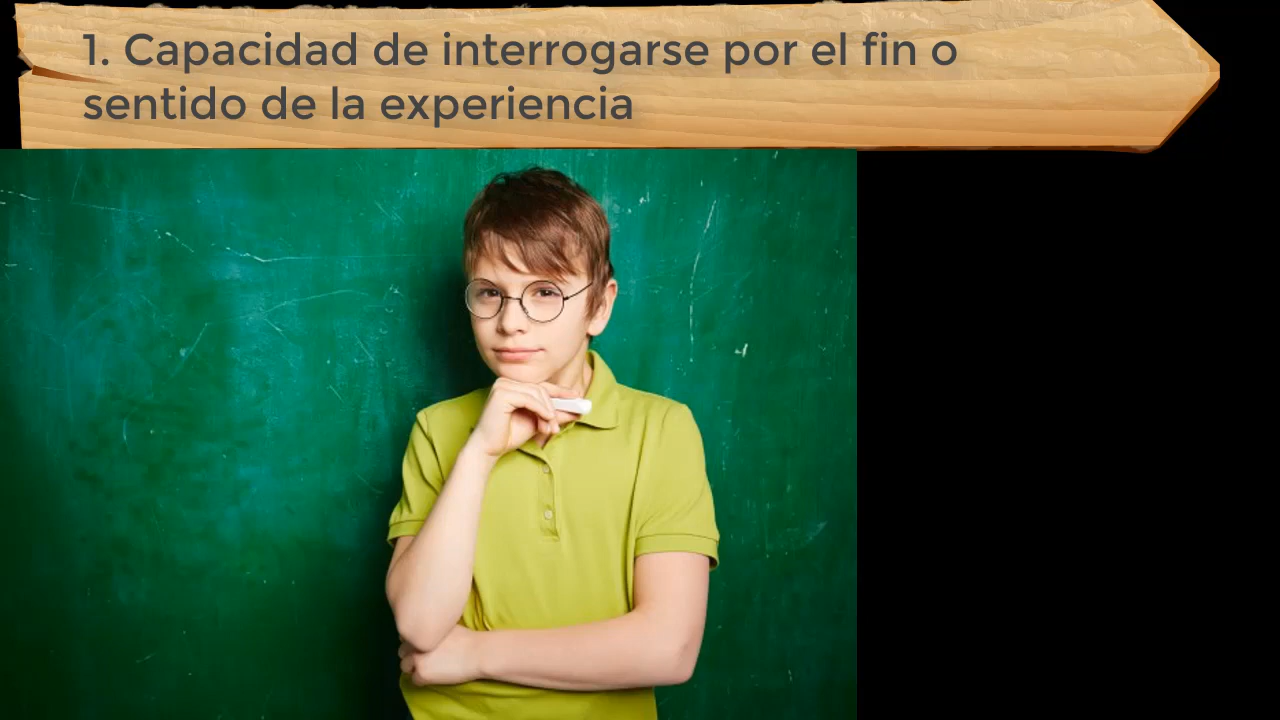 1. Capacidad de interrogarse por el fin o
sentido de la experiencia